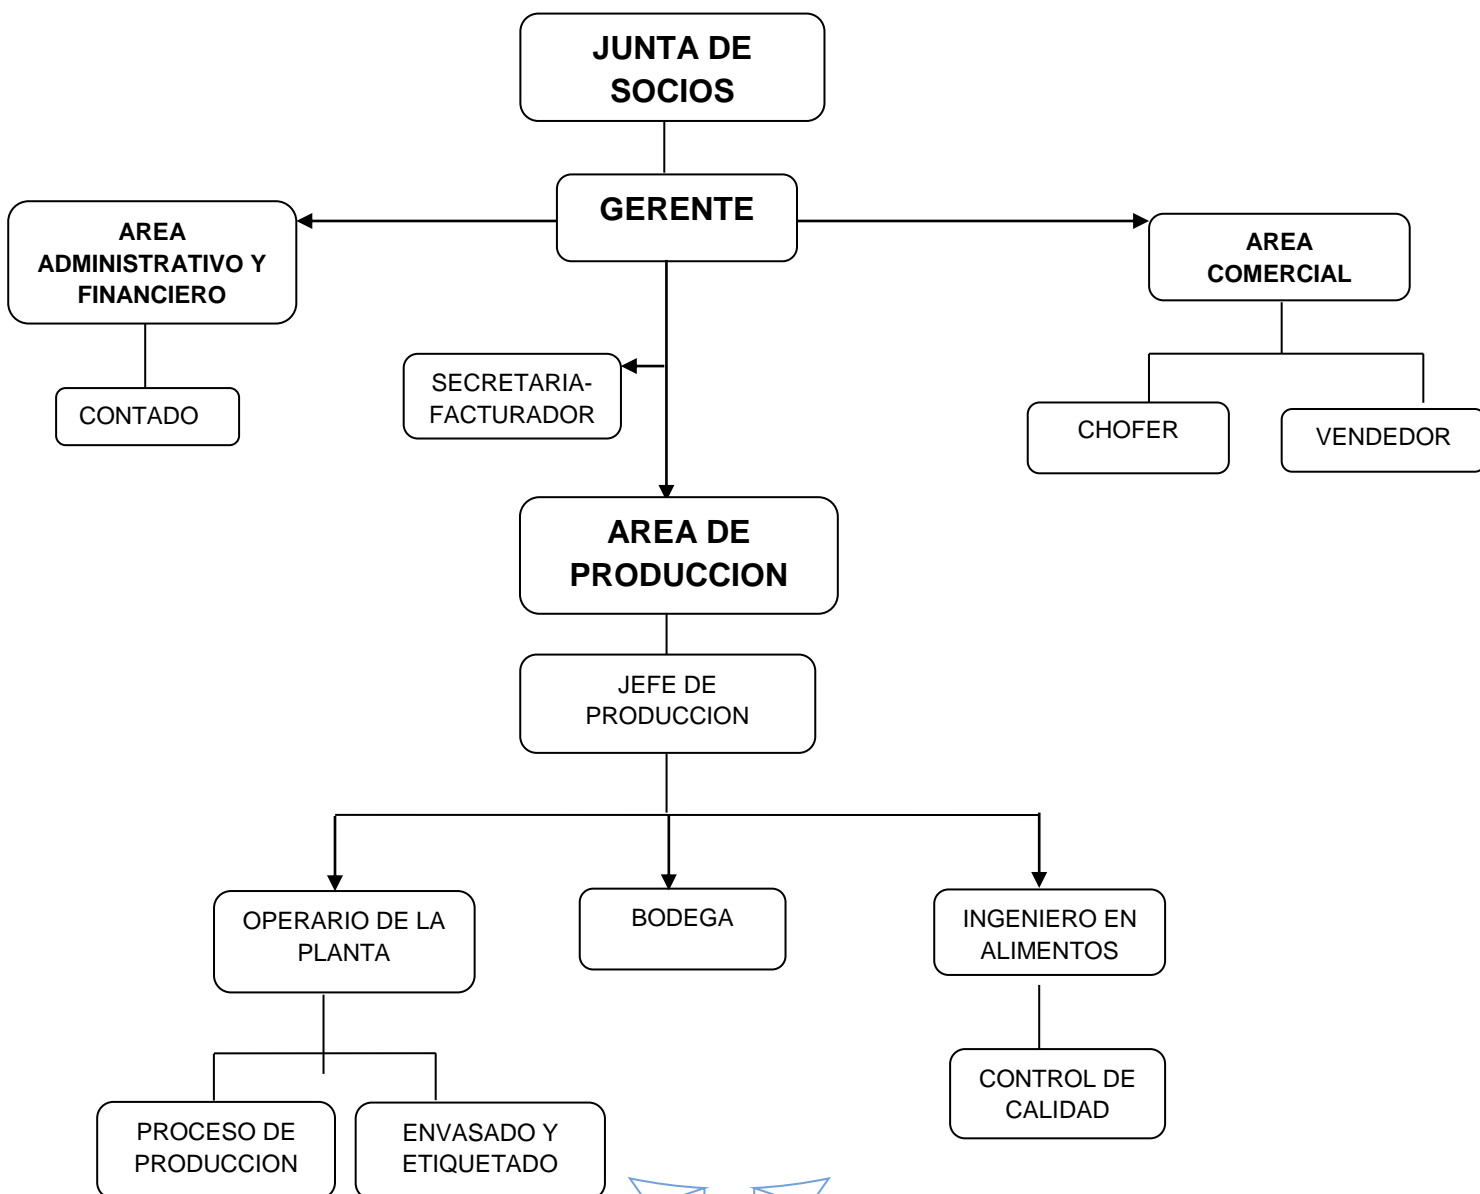 JUNTA DE
SOCIOS
GERENTE
AREA
ADMINISTRATIVO Y
FINANCIERO
AREA
COMERCIAL
SECRETARIA-
FACTURADOR
CONTADO
CHOFER
VENDEDOR
AREA DE
PRODUCCION
JEFE DE
PRODUCCION
OPERARIO DE LA
PLANTA
BODEGA
INGENIERO EN
ALIMENTOS
CONTROL DE
CALIDAD
PROCESO DE
PRODUCCION
ENVASADO Y
ETIQUETADO